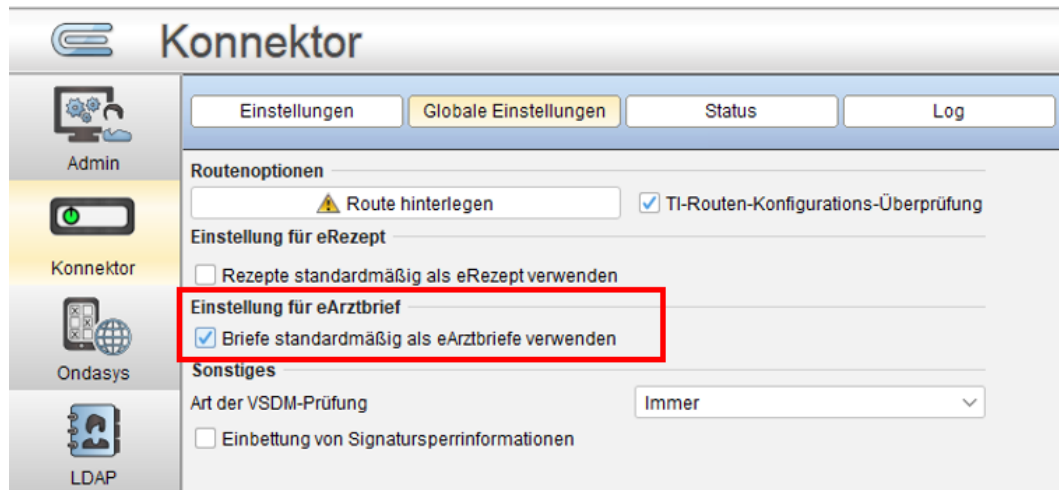 Konnektor
Admin
Konnektor
Ondasys
LDAP
Einstellungen Globale Einstellungen Status Log
Routenoptionen
Route hinterlegen TI-Routen-Konfigurations-Überprüfung
Einstellung für eRezept
Rezepte standardmäßig als eRezept verwenden
Einstellung für eArztbrief
Briefe standardmäßig als eArztbriefe verwenden
Sonstiges
Art der VSDM-Prüfung Immer
Einbettung von Signatursperrinformationen